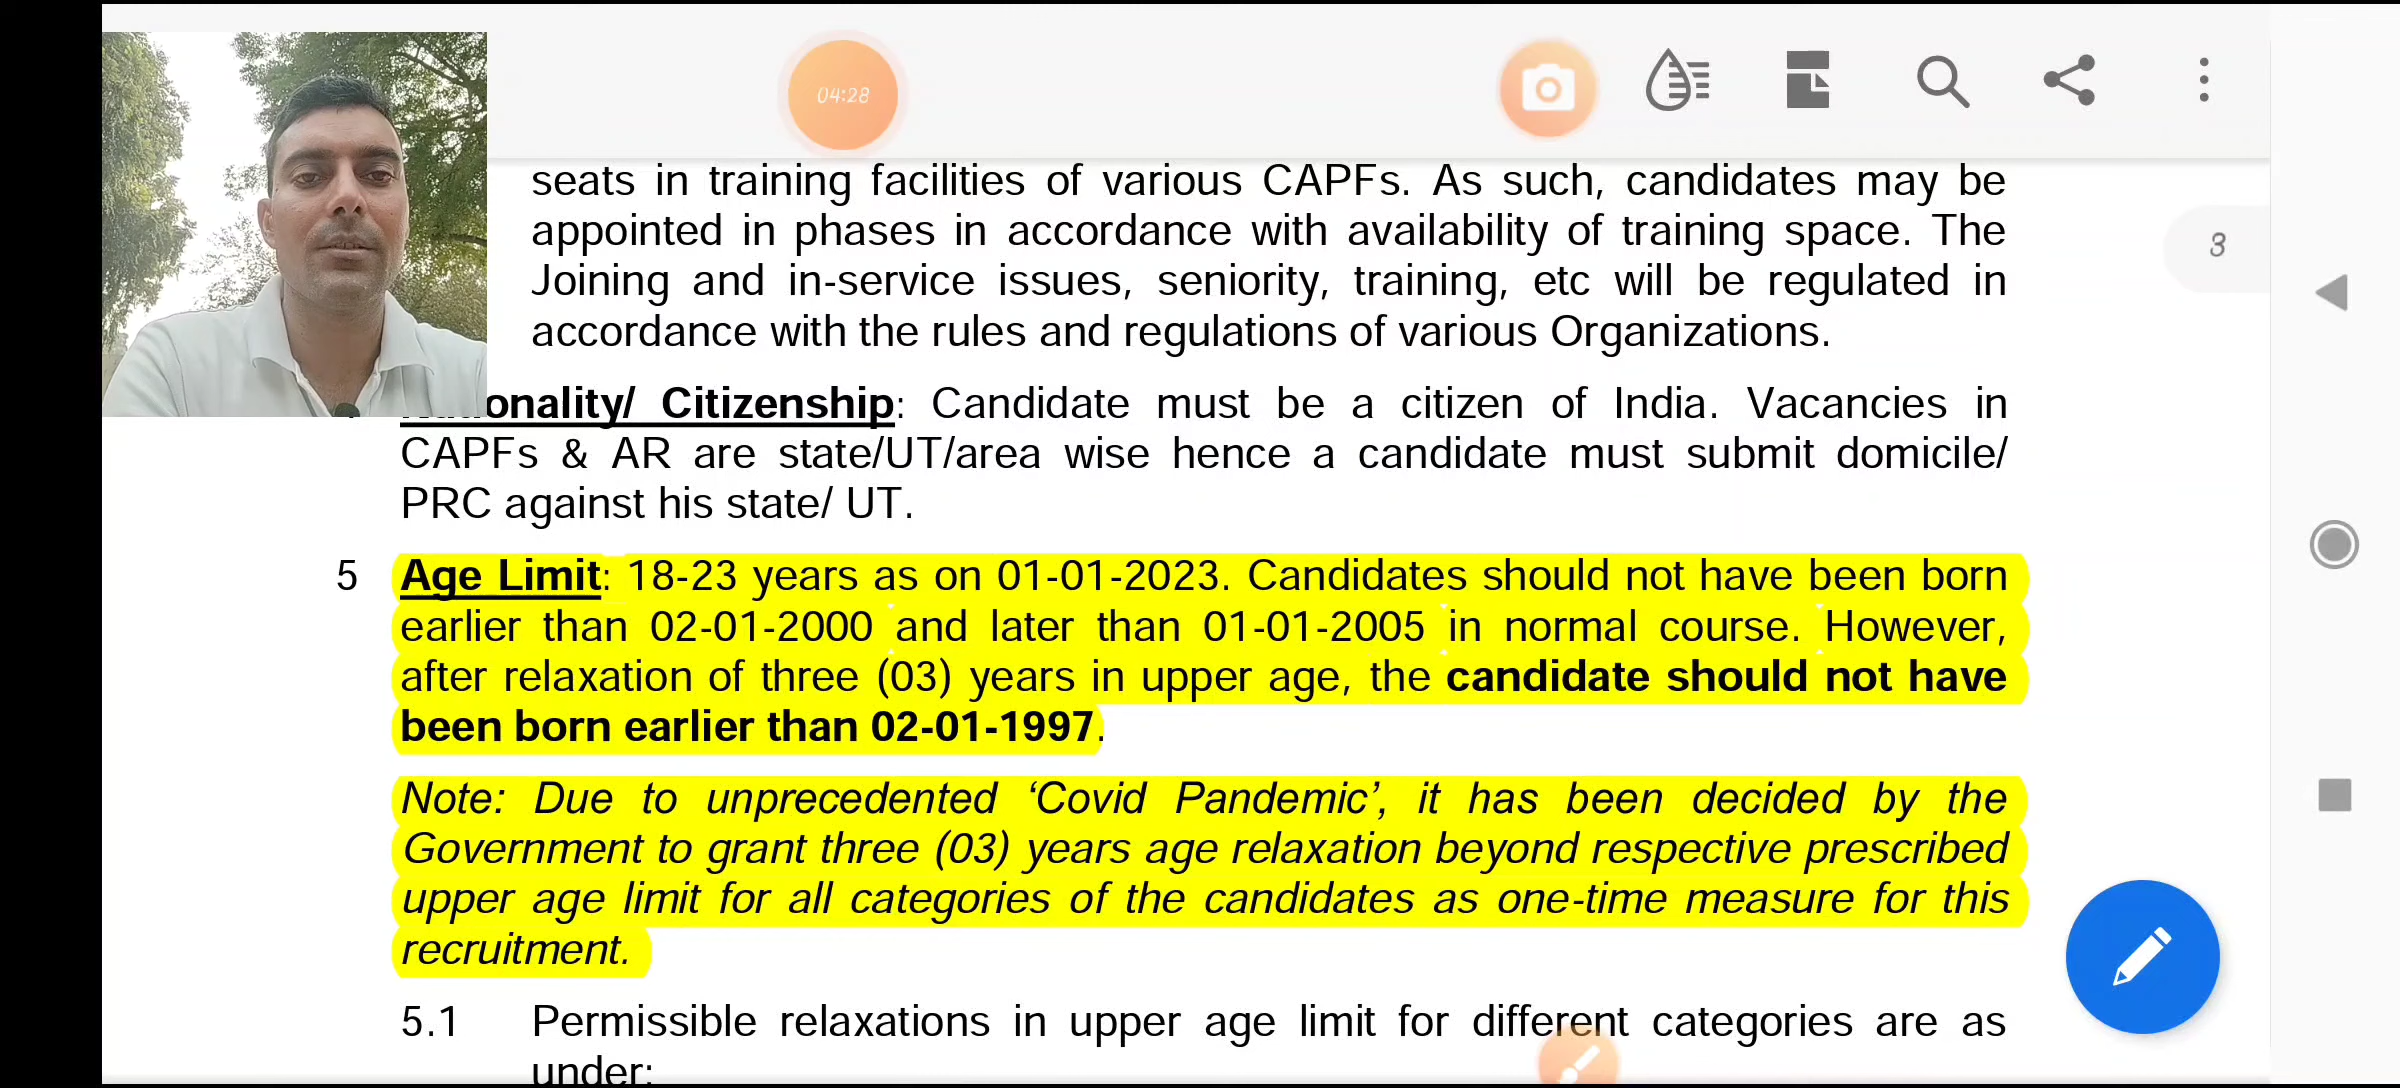 04:28
seats in training facilities of various CAPFs. As such, candidates may be
appointed in phases in accordance with availability of training space. The
3
Joining and in-service issues, seniority, training, etc will be regulated in
accordance with the rules and regulations of various Organizations.
onality/ Citizenship: Candidate must be a citizen of India. Vacancies in
CAPFs & AR are state/UT/area wise hence a candidate must submit domicile/
PRC against his state/ UT.
5 Age Limit: 18-23 years as on 01-01-2023. Candidates should not have been born
earlier than 02-01-2000 and later than 01-01-2005 in normal course. However,
after relaxation of three (03) years in upper age, the candidate should not have
been born earlier than 02-01-1997.
Note: Due to unprecedented ‘Covid Pandemic’, it has been decided by the
Government to grant three (03) years age relaxation beyond respective prescribed
upper age limit for all categories of the candidates as one-time measure for this
recruitment.
5.1 Permissible relaxations in upper age limit for different categories are as
under: